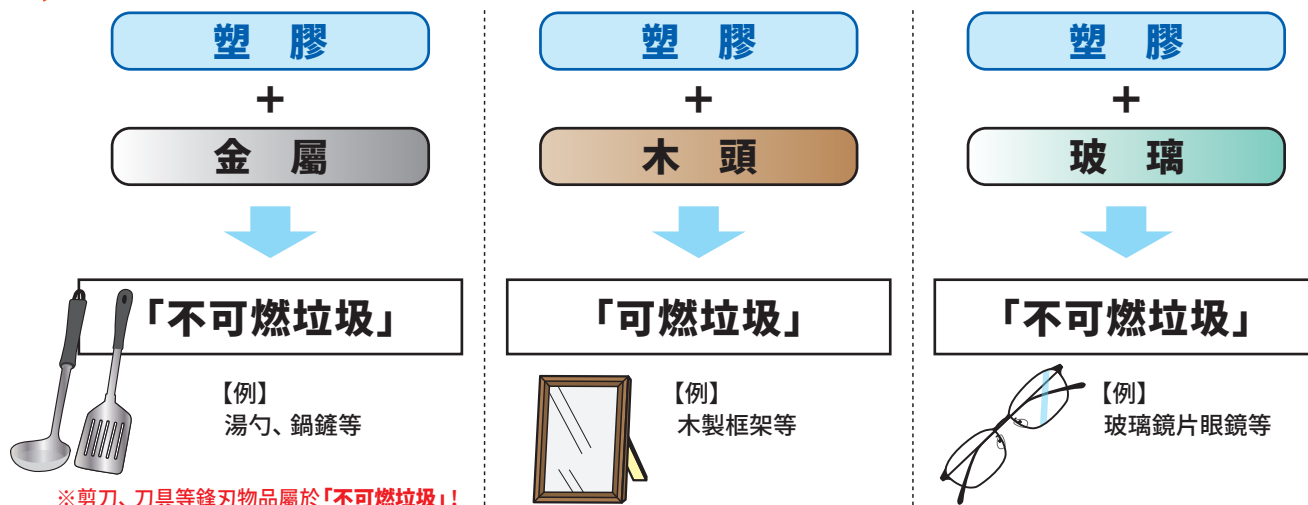 塑 膠
+
金 屬
「不可燃垃圾」
【例】
湯勺、鍋鏟等
※剪刀、刀具等鋒刃物品屬於「不可燃垃圾」!
塑 膠
+
木 頭
「可燃垃圾」
【例】
木製框架等
塑 膠
+
玻 璃
「不可燃垃圾」
【例】
玻璃鏡片眼鏡等